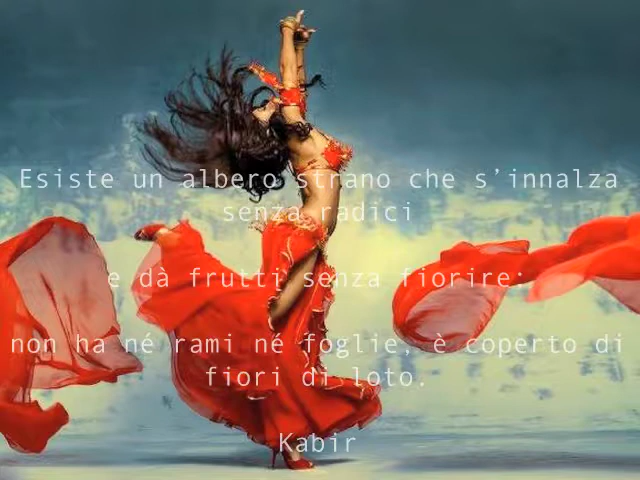 Esiste un albero strano che s’innalza
senza radici
e dà frutti senza fiorire:
non ha né rami né foglie, è coperto di
fiori di loto.
Kabir